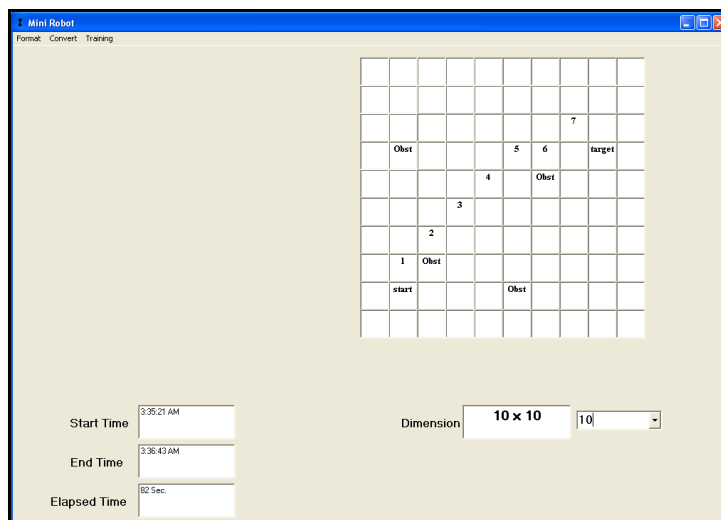 Mini Robot
Format Convert Training
7
Obst 5 6 target
4 Obst
3
2
1 Obst
start Obst
Start Time 3:35:21 AM
Dimension 10 x 10 10
End Time 3:36:43 AM
Elapsed Time 82 Sec.